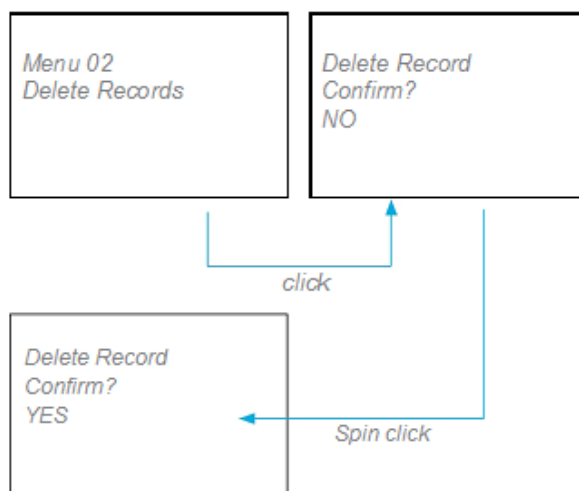 Menu 02
Delete Records
Delete Record
Confirm?
NO
click
Delete Record
Confirm?
YES
Spin click